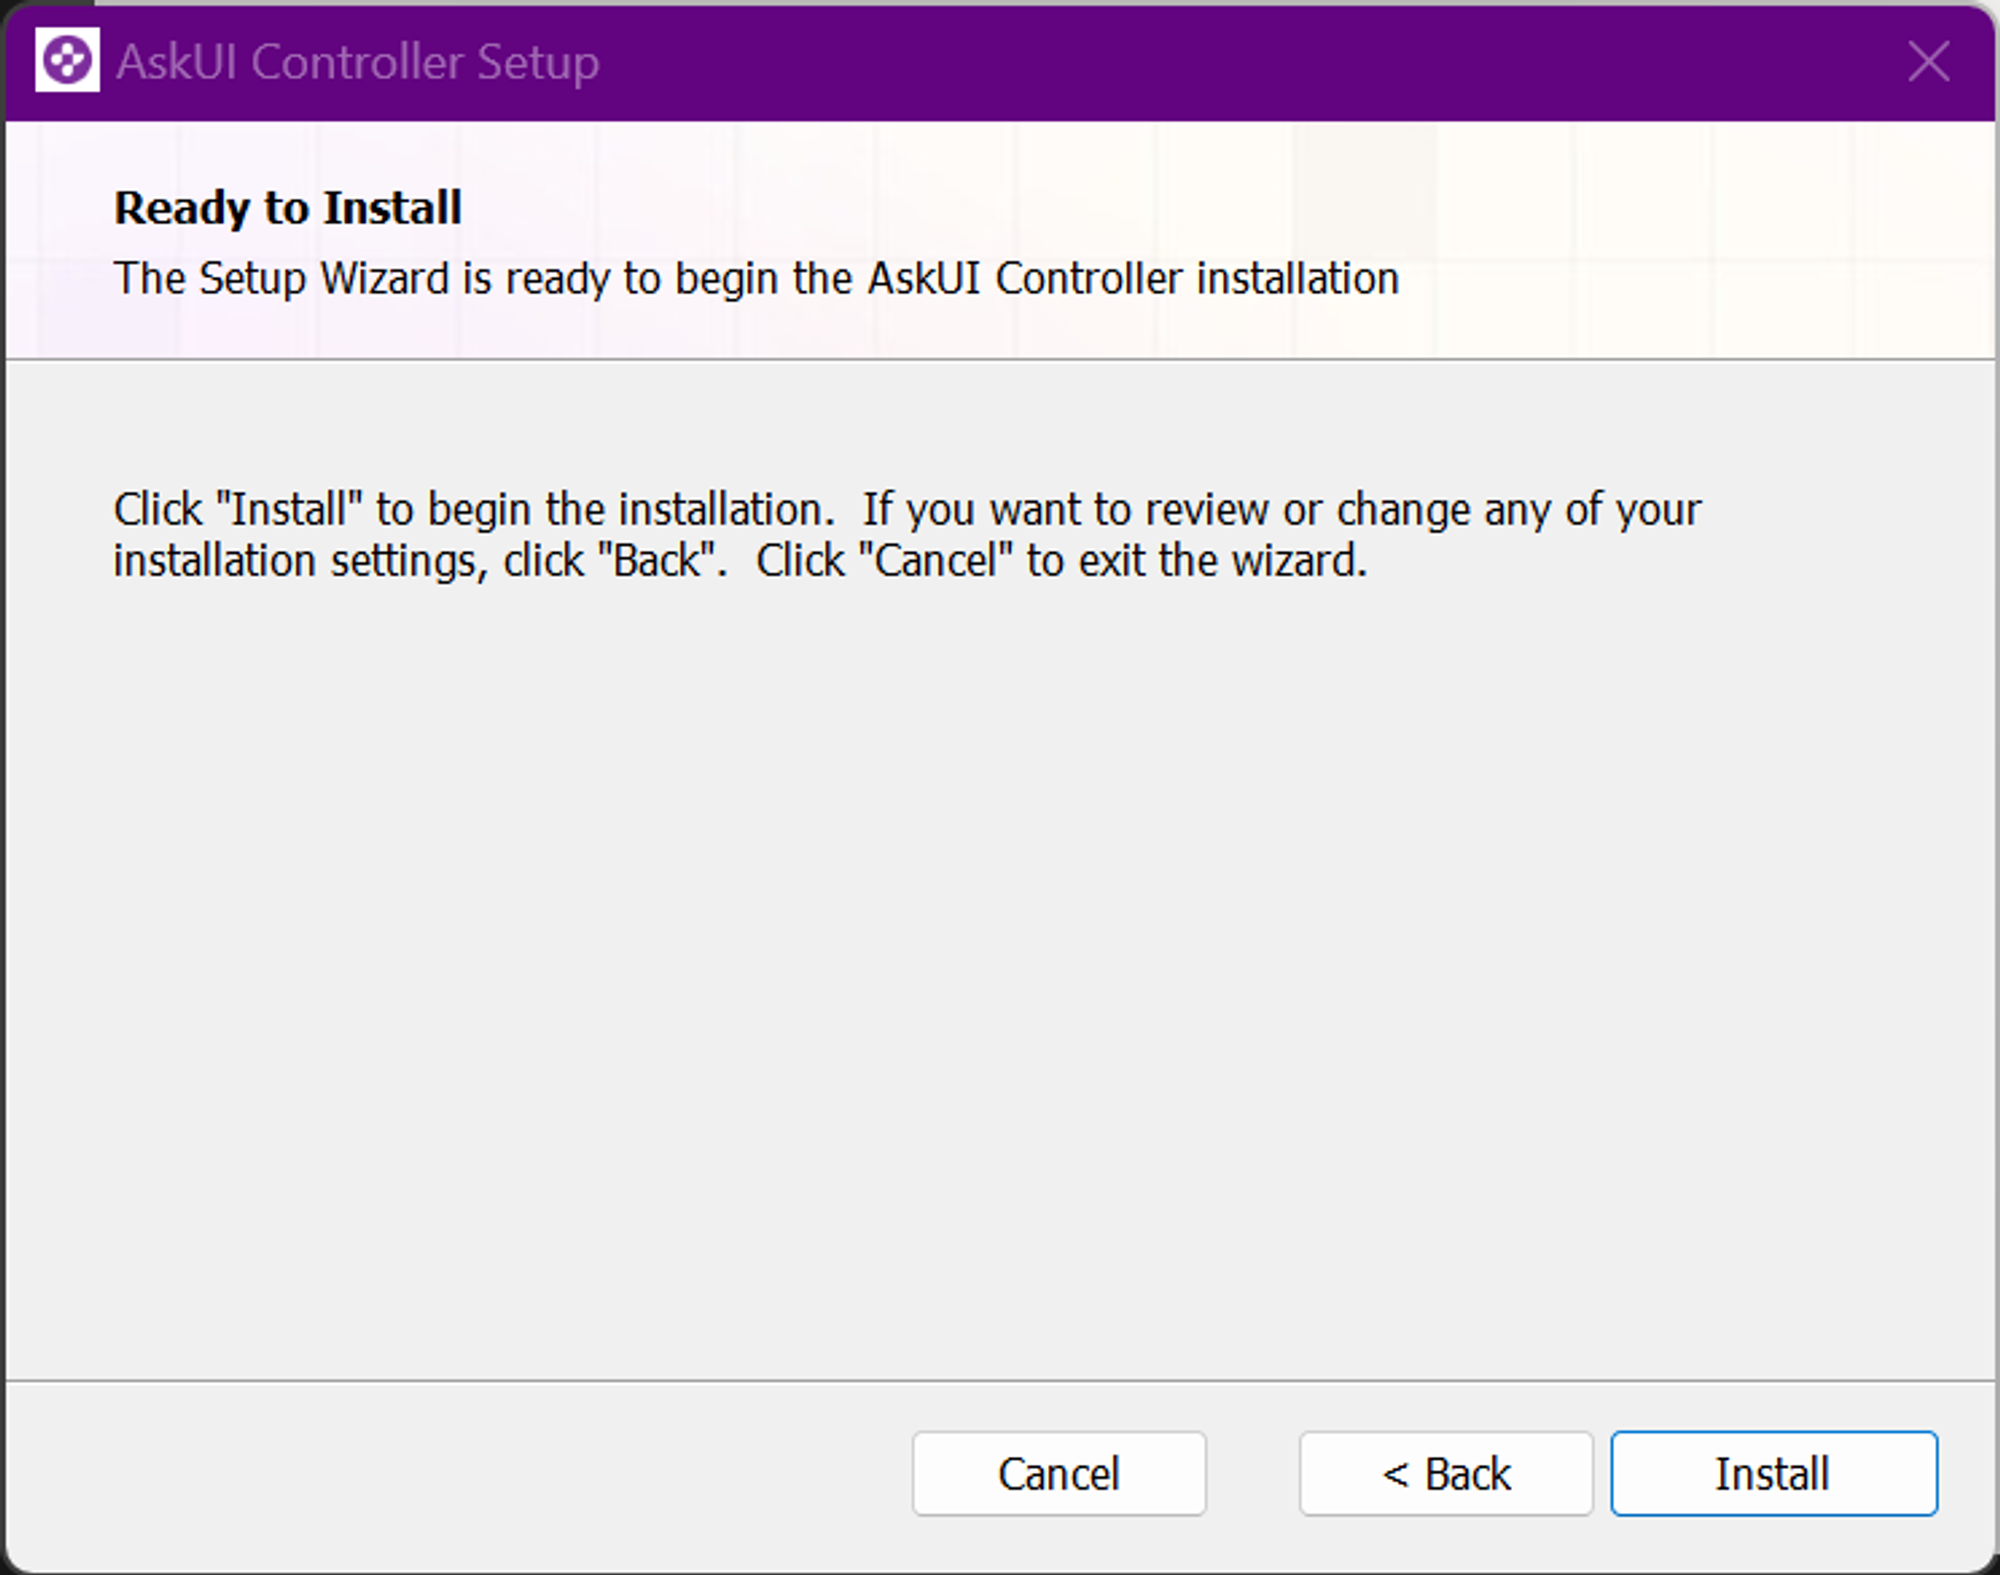 AskUI Controller Setup
Ready to Install
The Setup Wizard is ready to begin the AskUI Controller installation
Click "Install" to begin the installation.  If you want to review or change any of your
installation settings, click "Back".  Click "Cancel" to exit the wizard.
Cancel
< Back
Install